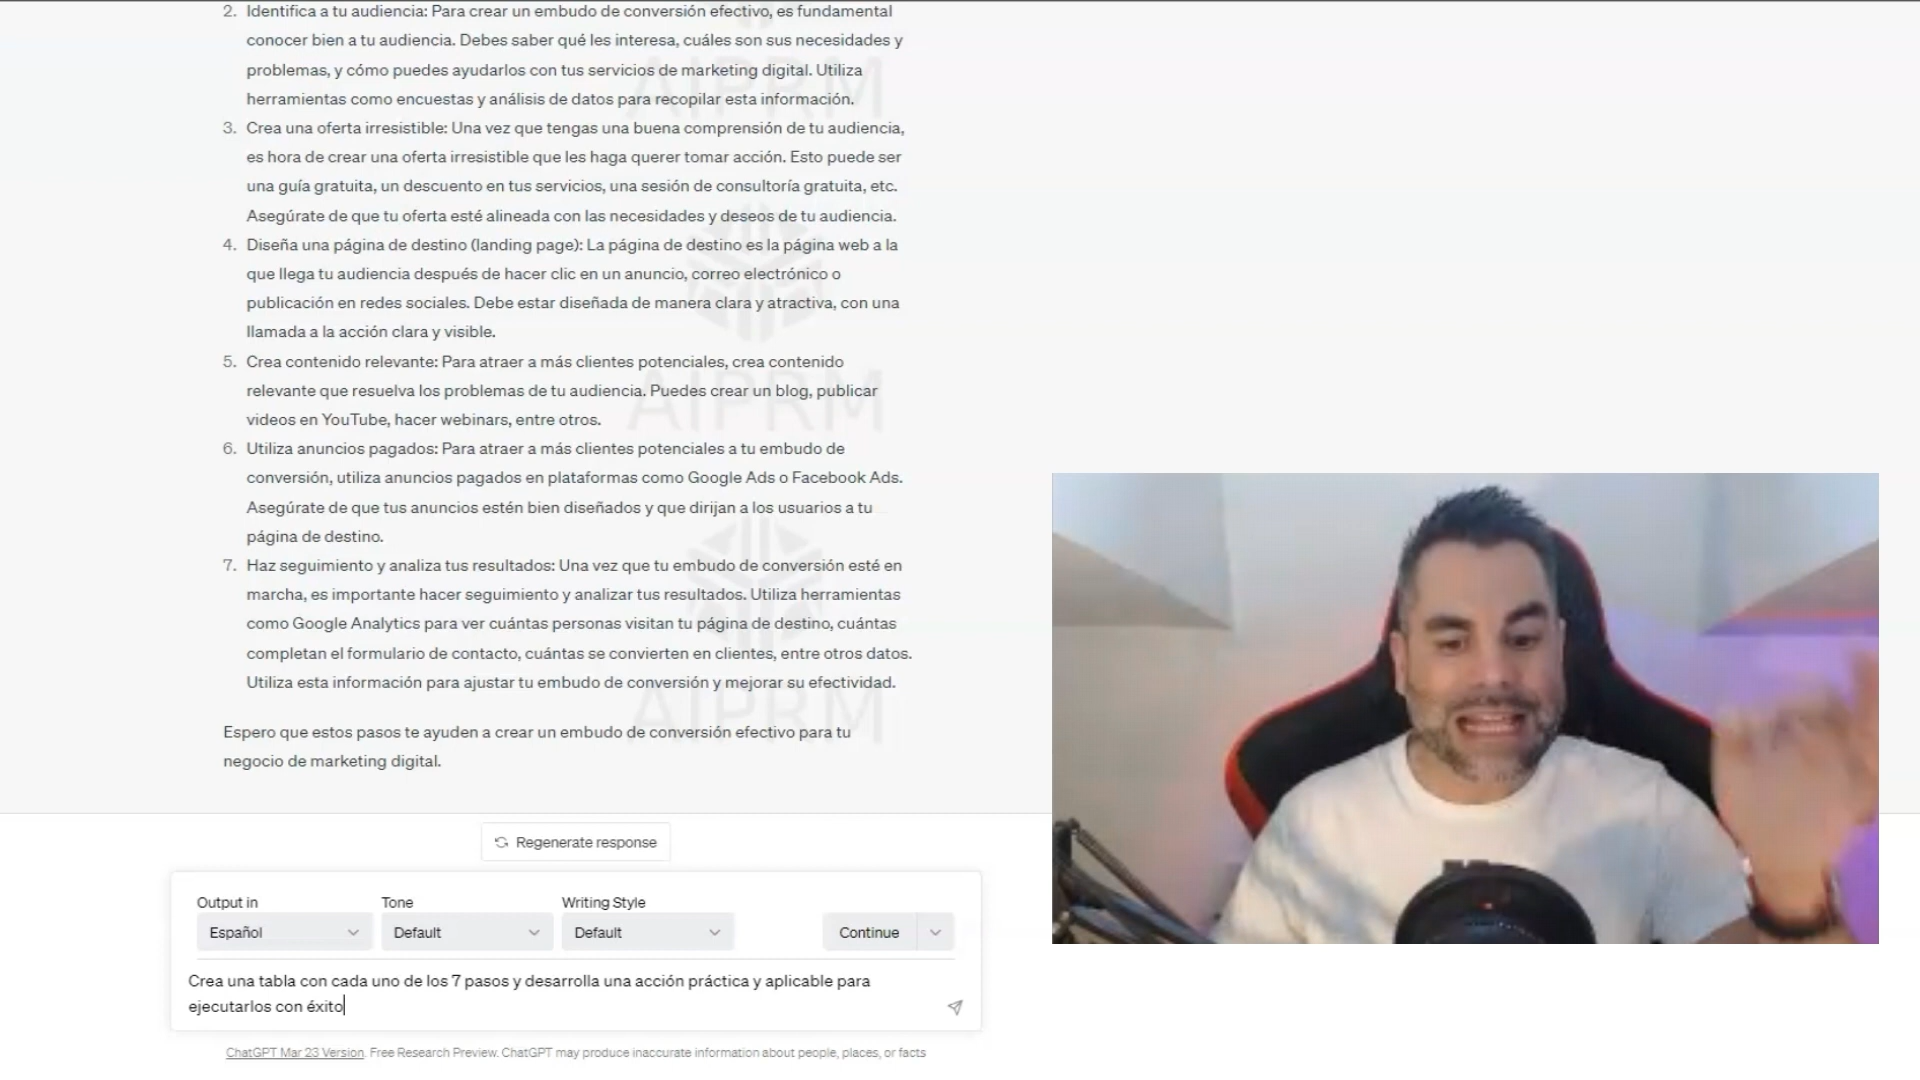 2. Identifica a tu audiencia: Para crear un embudo de conversión efectivo, es fundamental
conocer bien a tu audiencia. Debes saber qué les interesa, cuáles son sus necesidades y
problemas, y cómo puedes ayudarlos con tus servicios de marketing digital. Utiliza
herramientas como encuestas y análisis de datos para recopilar esta información.
3. Crea una oferta irresistible: Una vez que tengas una buena comprensión de tu audiencia,
es hora de crear una oferta irresistible que les haga querer tomar acción. Esto puede ser
una guía gratuita, un descuento en tus servicios, una sesión de consultoría gratuita, etc.
Asegúrate de que tu oferta esté alineada con las necesidades y deseos de tu audiencia.
4. Diseña una página de destino (landing page): La página de destino es la página web a la
que llega tu audiencia después de hacer clic en un anuncio, correo electrónico o
publicación en redes sociales. Debe estar diseñada de manera clara y atractiva, con una
llamada a la acción clara y visible.
5. Crea contenido relevante: Para atraer a más clientes potenciales, crea contenido
relevante que resuelva los problemas de tu audiencia. Puedes crear un blog, publicar
videos en YouTube, hacer webinars, entre otros.
6. Utiliza anuncios pagados: Para atraer a más clientes potenciales a tu embudo de
conversión, utiliza anuncios pagados en plataformas como Google Ads o Facebook Ads.
Asegúrate de que tus anuncios estén bien diseñados y que dirijan a los usuarios a tu
página de destino.
7. Haz seguimiento y analiza tus resultados: Una vez que tu embudo de conversión esté en
marcha, es importante hacer seguimiento y analizar tus resultados. Utiliza herramientas
como Google Analytics para ver cuántas personas visitan tu página de destino, cuántas
completan el formulario de contacto, cuántas se convierten en clientes, entre otros datos.
Utiliza esta información para ajustar tu embudo de conversión y mejorar su efectividad.
Espero que estos pasos te ayuden a crear un embudo de conversión efectivo para tu
negocio de marketing digital.
AIPRM
AIPRM
AIPRM
Regenerate response
Output in Tone Writing Style
Español Default Default Continue
Crea una tabla con cada uno de los 7 pasos y desarrolla una acción práctica y aplicable para
ejecutarlos con éxito
ChatGPT Mar 23 Version. Free Research Preview. ChatGPT may produce inaccurate information about people, places, or facts